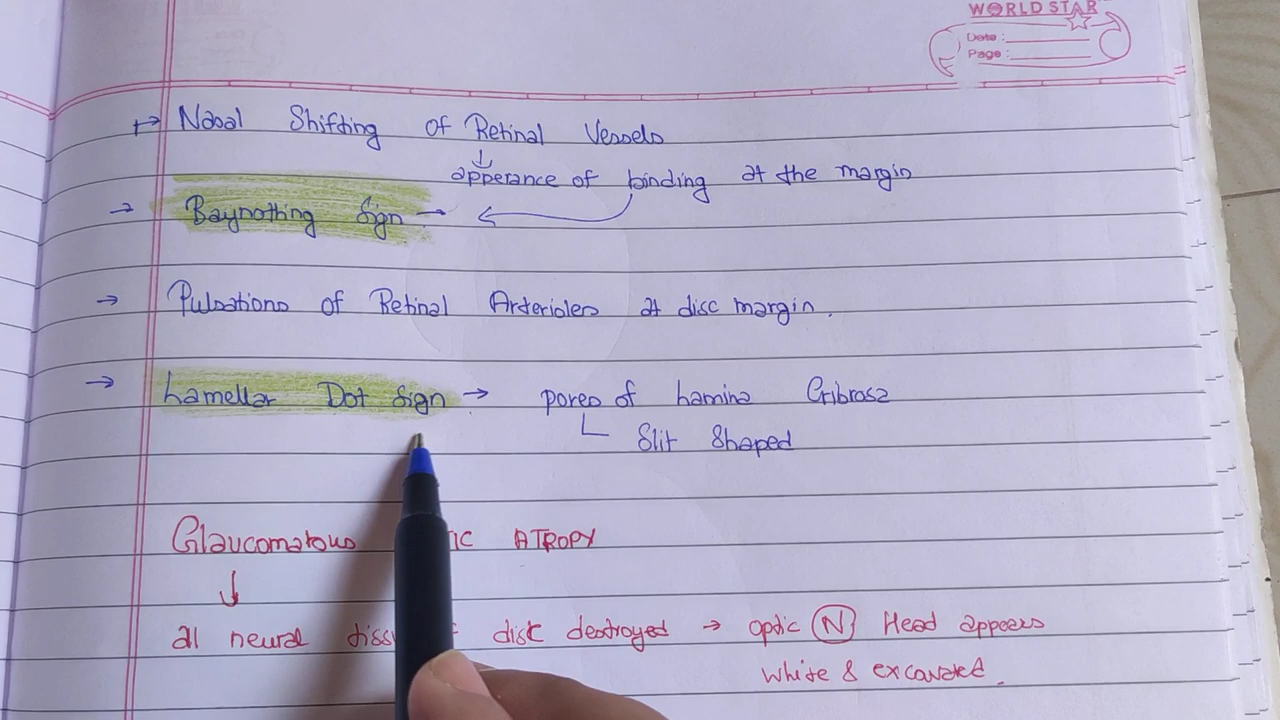 WORLD STAR
Date :
Page :
→ Nasal Shifting of Retinal Vessels
↓
apperance of binding at the margin
→ Baynothing Sign →
→ Pulsations of Retinal Arterioles at disc margin.
→ Lamellar Dot Sign → pores of Lamina Cribrosa
Slit Shaped
Glaucomatous IC ATROPY
↓
all neural disc destroyed → optic (N) Head appears
white & excavated.